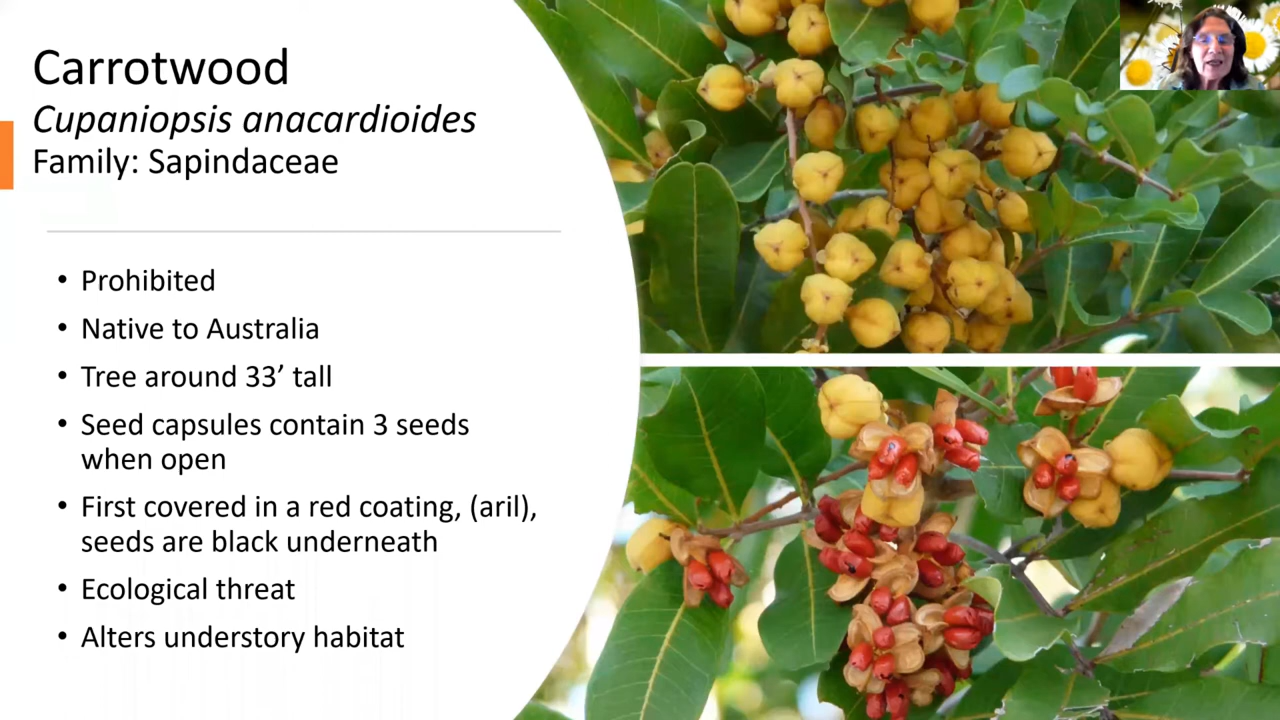 Carrotwood
Cupaniopsis anacardioides
Family: Sapindaceae
• Prohibited
• Native to Australia
• Tree around 33’ tall
• Seed capsules contain 3 seeds
when open
• First covered in a red coating, (aril),
seeds are black underneath
• Ecological threat
• Alters understory habitat